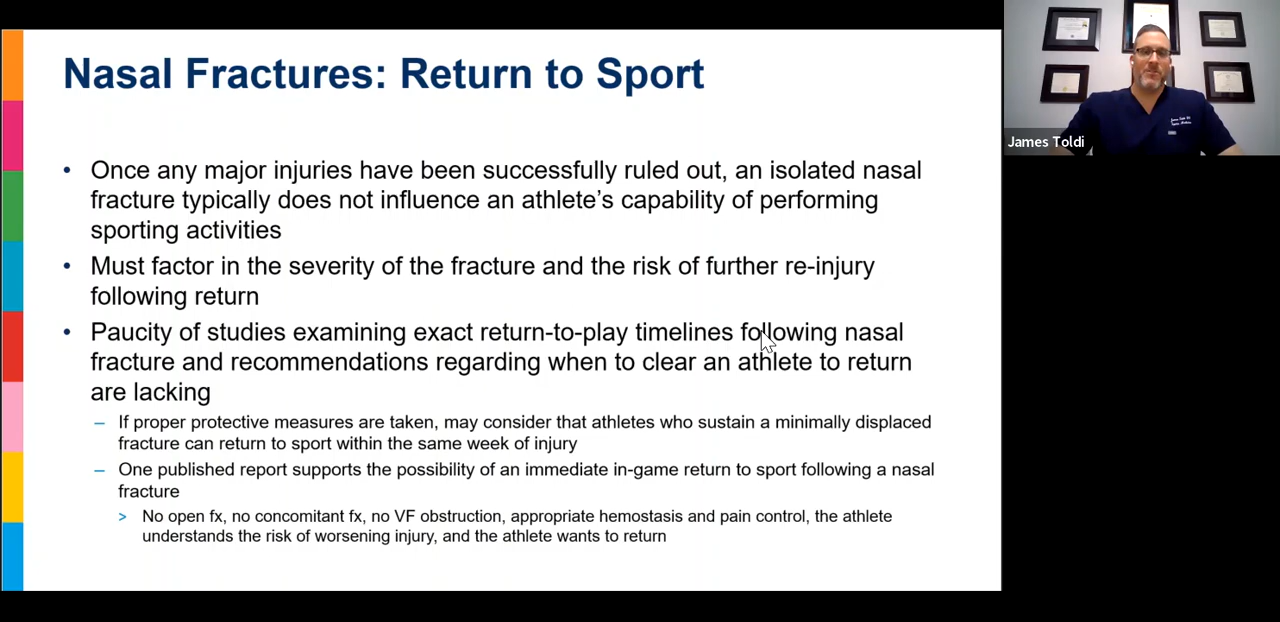 Nasal Fractures: Return to Sport
• Once any major injuries have been successfully ruled out, an isolated nasal
fracture typically does not influence an athlete’s capability of performing
sporting activities
• Must factor in the severity of the fracture and the risk of further re-injury
following return
• Paucity of studies examining exact return-to-play timelines following nasal
fracture and recommendations regarding when to clear an athlete to return
are lacking
– If proper protective measures are taken, may consider that athletes who sustain a minimally displaced
fracture can return to sport within the same week of injury
– One published report supports the possibility of an immediate in-game return to sport following a nasal
fracture
> No open fx, no concomitant fx, no VF obstruction, appropriate hemostasis and pain control, the athlete
understands the risk of worsening injury, and the athlete wants to return
James Toldi